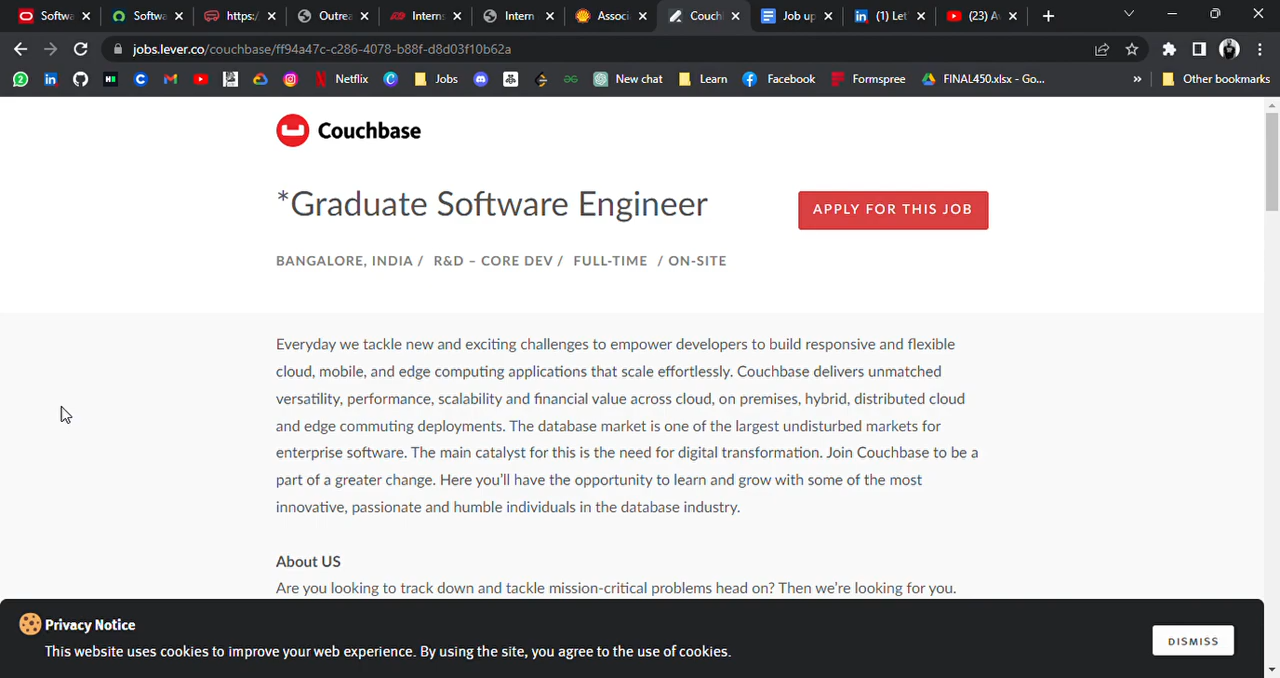 Softwa
Softwa
https:/
Outrea
Interns
Intern
Associ
Couchl
Job up
(1) Let
(23) A
jobs.lever.co/couchbase/ff94a47c-c286-4078-b88f-d8d03f10b62a
Netflix
Jobs
New chat
Learn
Facebook
Formspree
FINAL450.xlsx - Go...
»
Other bookmarks
Couchbase
*Graduate Software Engineer
APPLY FOR THIS JOB
BANGALORE, INDIA / R&D – CORE DEV / FULL-TIME / ON-SITE
Everyday we tackle new and exciting challenges to empower developers to build responsive and flexible
cloud, mobile, and edge computing applications that scale effortlessly. Couchbase delivers unmatched
versatility, performance, scalability and financial value across cloud, on premises, hybrid, distributed cloud
and edge commuting deployments. The database market is one of the largest undisturbed markets for
enterprise software. The main catalyst for this is the need for digital transformation. Join Couchbase to be a
part of a greater change. Here you'll have the opportunity to learn and grow with some of the most
innovative, passionate and humble individuals in the database industry.
About US
Are you looking to track down and tackle mission-critical problems head on? Then we're looking for you.
Privacy Notice
This website uses cookies to improve your web experience. By using the site, you agree to the use of cookies.
DISMISS